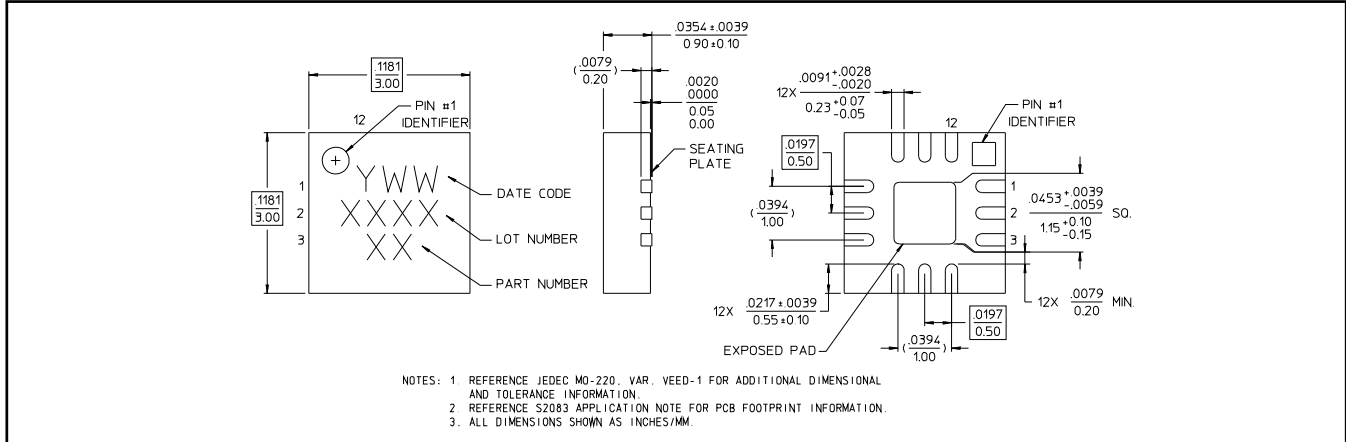 .1181
3.00
12
PIN #1
IDENTIFIER
.1181
3.00
1
2
3
YWW
XXXX
XX
DATE CODE
LOT NUMBER
PART NUMBER
.0354±.0039
0.90±0.10
(.0079
0.20)
.0020
.0000
0.05
0.00
SEATING
PLATE
12X .0091+.0028
-.0020
0.23+0.07
-0.05
12
PIN #1
IDENTIFIER
.0197
0.50
(.0394
1.00)
1
2
3
.0453+.0039
-.0059
1.15+0.10
-0.15
SQ.
12X .0217±.0039
0.55±0.10
EXPOSED PAD
(.0394
1.00)
.0197
0.50
12X .0079 MIN.
0.20
NOTES: 1. REFERENCE JEDEC MO-220, VAR. VEED-1 FOR ADDITIONAL DIMENSIONAL
AND TOLERANCE INFORMATION.
2. REFERENCE S2083 APPLICATION NOTE FOR PCB FOOTPRINT INFORMATION.
3. ALL DIMENSIONS SHOWN AS INCHES/MM.